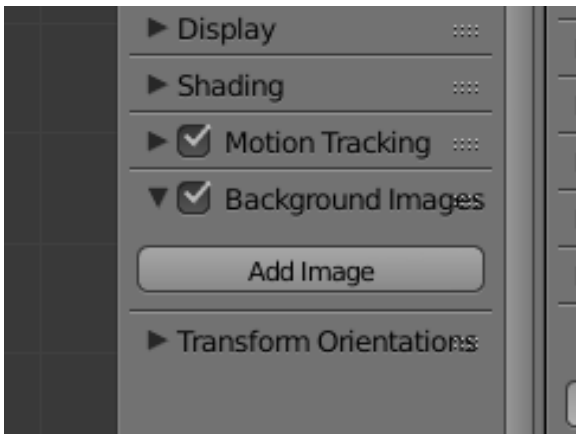 Display
Shading
Motion Tracking
Background Images
Add Image
Transform Orientations